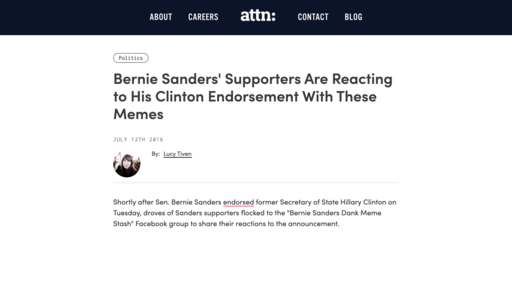 ABOUT CAREERS attn: CONTACT BLOG
Politics
Bernie Sanders' Supporters Are Reacting
to His Clinton Endorsement With These
Memes
JULY 12TH 2016
By: Lucy Tiven
Shortly after Sen. Bernie Sanders endorsed former Secretary of State Hillary Clinton on
Tuesday, droves of Sanders supporters flocked to the "Bernie Sanders Dank Meme
Stash" Facebook group to share their reactions to the announcement.